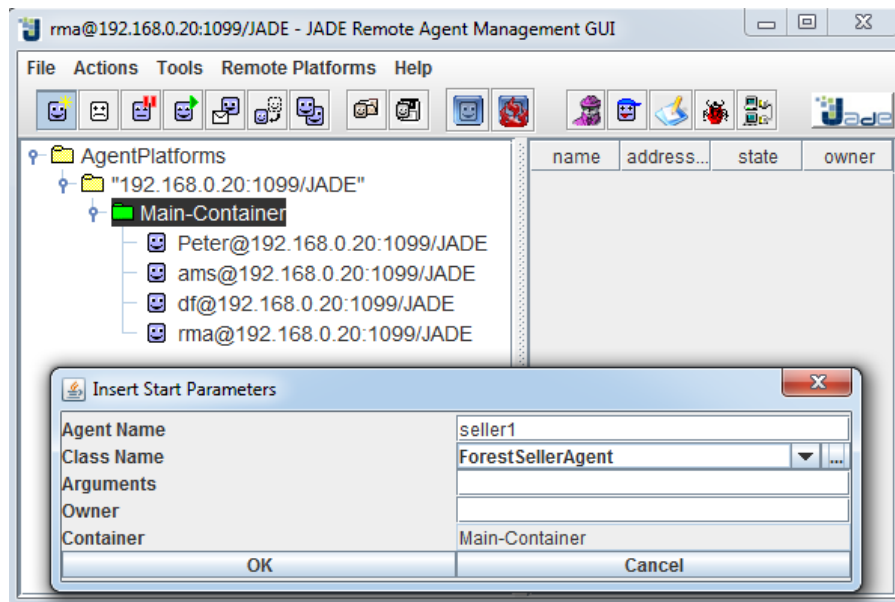 rma@192.168.0.20:1099/JADE - JADE Remote Agent Management GUI
File Actions Tools Remote Platforms Help
Jade
AgentPlatforms
name address... state owner
"192.168.0.20:1099/JADE"
Main-Container
Peter@192.168.0.20:1099/JADE
ams@192.168.0.20:1099/JADE
df@192.168.0.20:1099/JADE
rma@192.168.0.20:1099/JADE
Insert Start Parameters
Agent Name seller1
Class Name ForestSellerAgent ...
Arguments
Owner
Container Main-Container
OK Cancel